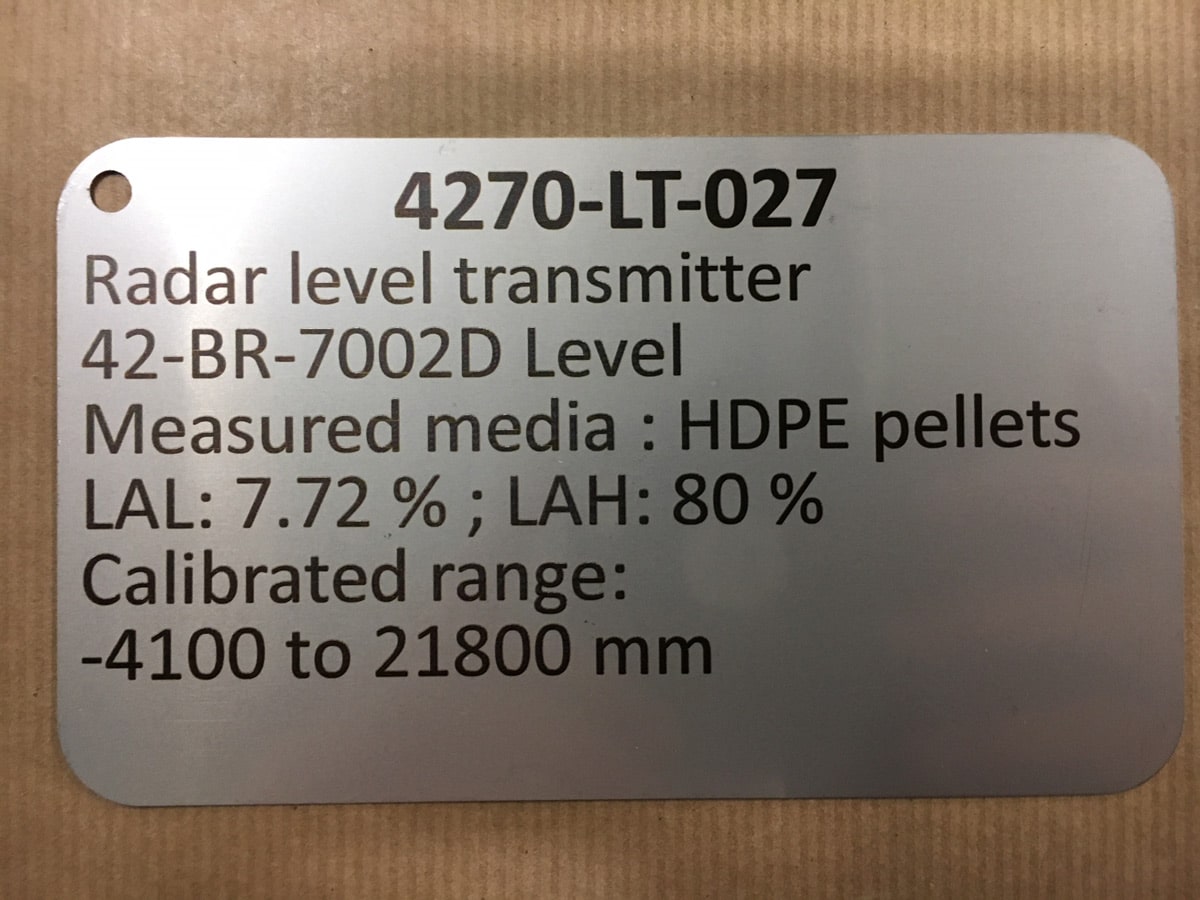 4270-LT-027
Radar level transmitter
42-BR-7002D Level
Measured media : HDPE pellets
LAL: 7.72 % ; LAH: 80 %
Calibrated range:
-4100 to 21800 mm